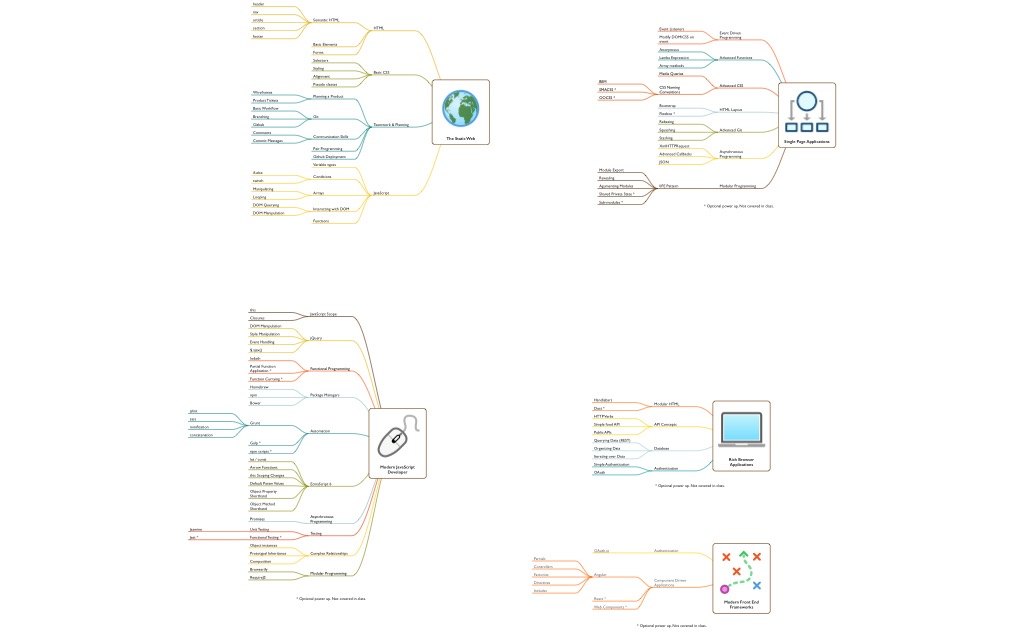 header
nav
aside
section
footer
Semantic HTML
HTML
Basic Elements
Forms
Selectors
Styling
Alignment
Pseudo classes
Basic CSS
Wireframes
Product Tickets
Planning a Product
Basic Workflow
Branching
Github
Git
Teamwork & Planning
Comments
Commit Messages
Communication Skills
Pair Programming
Github Deployment
Variable types
if-else
switch
Conditions
Manipulating
Looping
Arrays
JavaScript
DOM Querying
DOM Manipulation
Interacting with DOM
Functions
The Static Web
Event Listeners
Modify DOM/CSS on
event
Event Driven
Programming
Anonymous
Lamba Expression
Array methods
Advanced Functions
Media Queries
BEM
SMACSS *
OOCSS *
CSS Naming
Conventions
Advanced CSS
Bootstrap
Flexbox *
HTML Layout
Rebasing
Squashing
Stashing
Advanced Git
XmlHTTPRequest
Advanced Callbacks
JSON
Asynchronous
Programming
Module Export
Revealing
Augmenting Modules
Shared Private State *
Sub-modules *
IIFE Pattern
Modular Programming
Single Page Applications
* Optional power up. Not covered in class.
this
Closures
JavaScript Scope
DOM Manipulation
Style Manipulation
Event Handling
$.ajax()
jQuery
lodash
Partial Function
Application *
Function Currying *
Functional Programming
Homebrew
npm
Bower
Package Managers
jshint
sass
minification
concatenation
Grunt
Gulp *
npm scripts *
Automation
let / const
Arrow Functions
this Scoping Changes
Default Param Values
Object Property
Shorthand
Object Method
Shorthand
EcmaScript 6
Promises
Asynchronous
Programming
Jasmine
Jest *
Unit Testing
Functional Testing *
Testing
Object instances
Prototypal Inheritance
Composition
Complex Relationships
Browserify
RequireJS
Modular Programming
Modern JavaScript
Developer
* Optional power up. Not covered in class.
Handlebars
Dust *
Modular HTML
HTTP Verbs
Simple food API
Public APIs
API Concepts
Querying Data (REST)
Organizing Data
Iterating over Data
Database
Simple Authentication
OAuth
Authentication
Rich Browser
Applications
* Optional power up. Not covered in class.
OAuth.io
Authentication
Partials
Controllers
Factories
Directives
Includes
Angular
React *
Web Components *
Component Driven
Applications
Modern Front End
Frameworks
* Optional power up. Not covered in class.